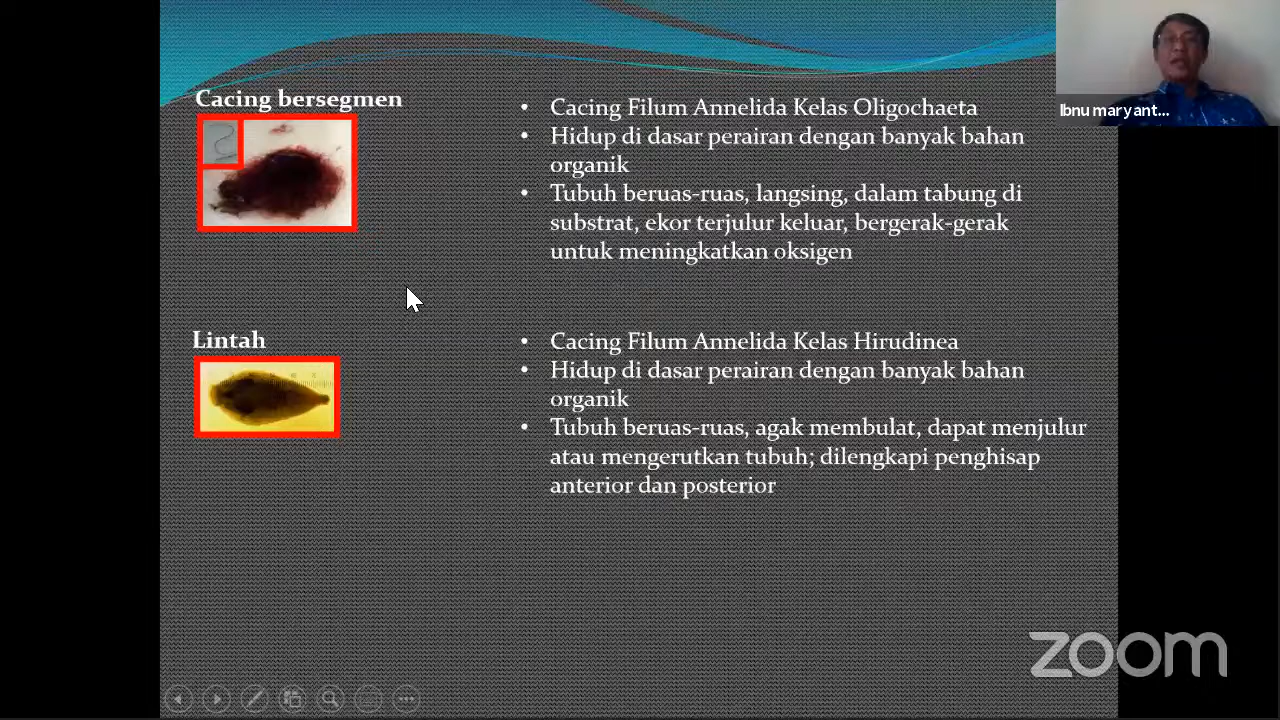 Cacing bersegmen
• Cacing Filum Annelida Kelas Oligochaeta
• Hidup di dasar perairan dengan banyak bahan
organik
• Tubuh beruas-ruas, langsing, dalam tabung di
substrat, ekor terjulur keluar, bergerak-gerak
untuk meningkatkan oksigen
Lintah
• Cacing Filum Annelida Kelas Hirudinea
• Hidup di dasar perairan dengan banyak bahan
organik
• Tubuh beruas-ruas, agak membulat, dapat menjulur
atau mengerutkan tubuh; dilengkapi penghisap
anterior dan posterior
Ibnu maryant...
zoom